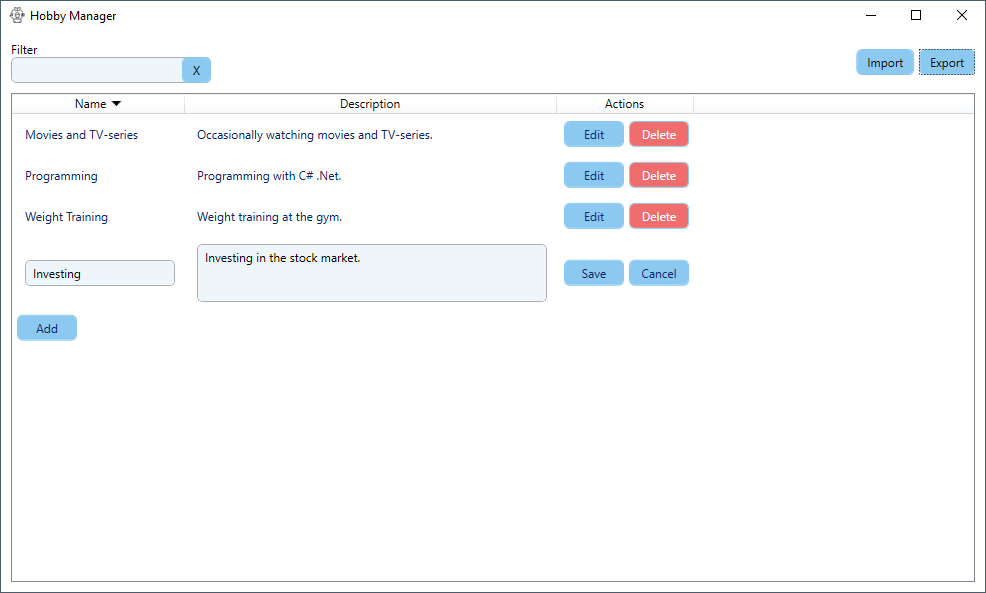 Hobby Manager
Filter
X
Import Export
Name Description Actions
Movies and TV-series Occasionally watching movies and TV-series. Edit Delete
Programming Programming with C# .Net. Edit Delete
Weight Training Weight training at the gym. Edit Delete
Investing Investing in the stock market. Save Cancel
Add